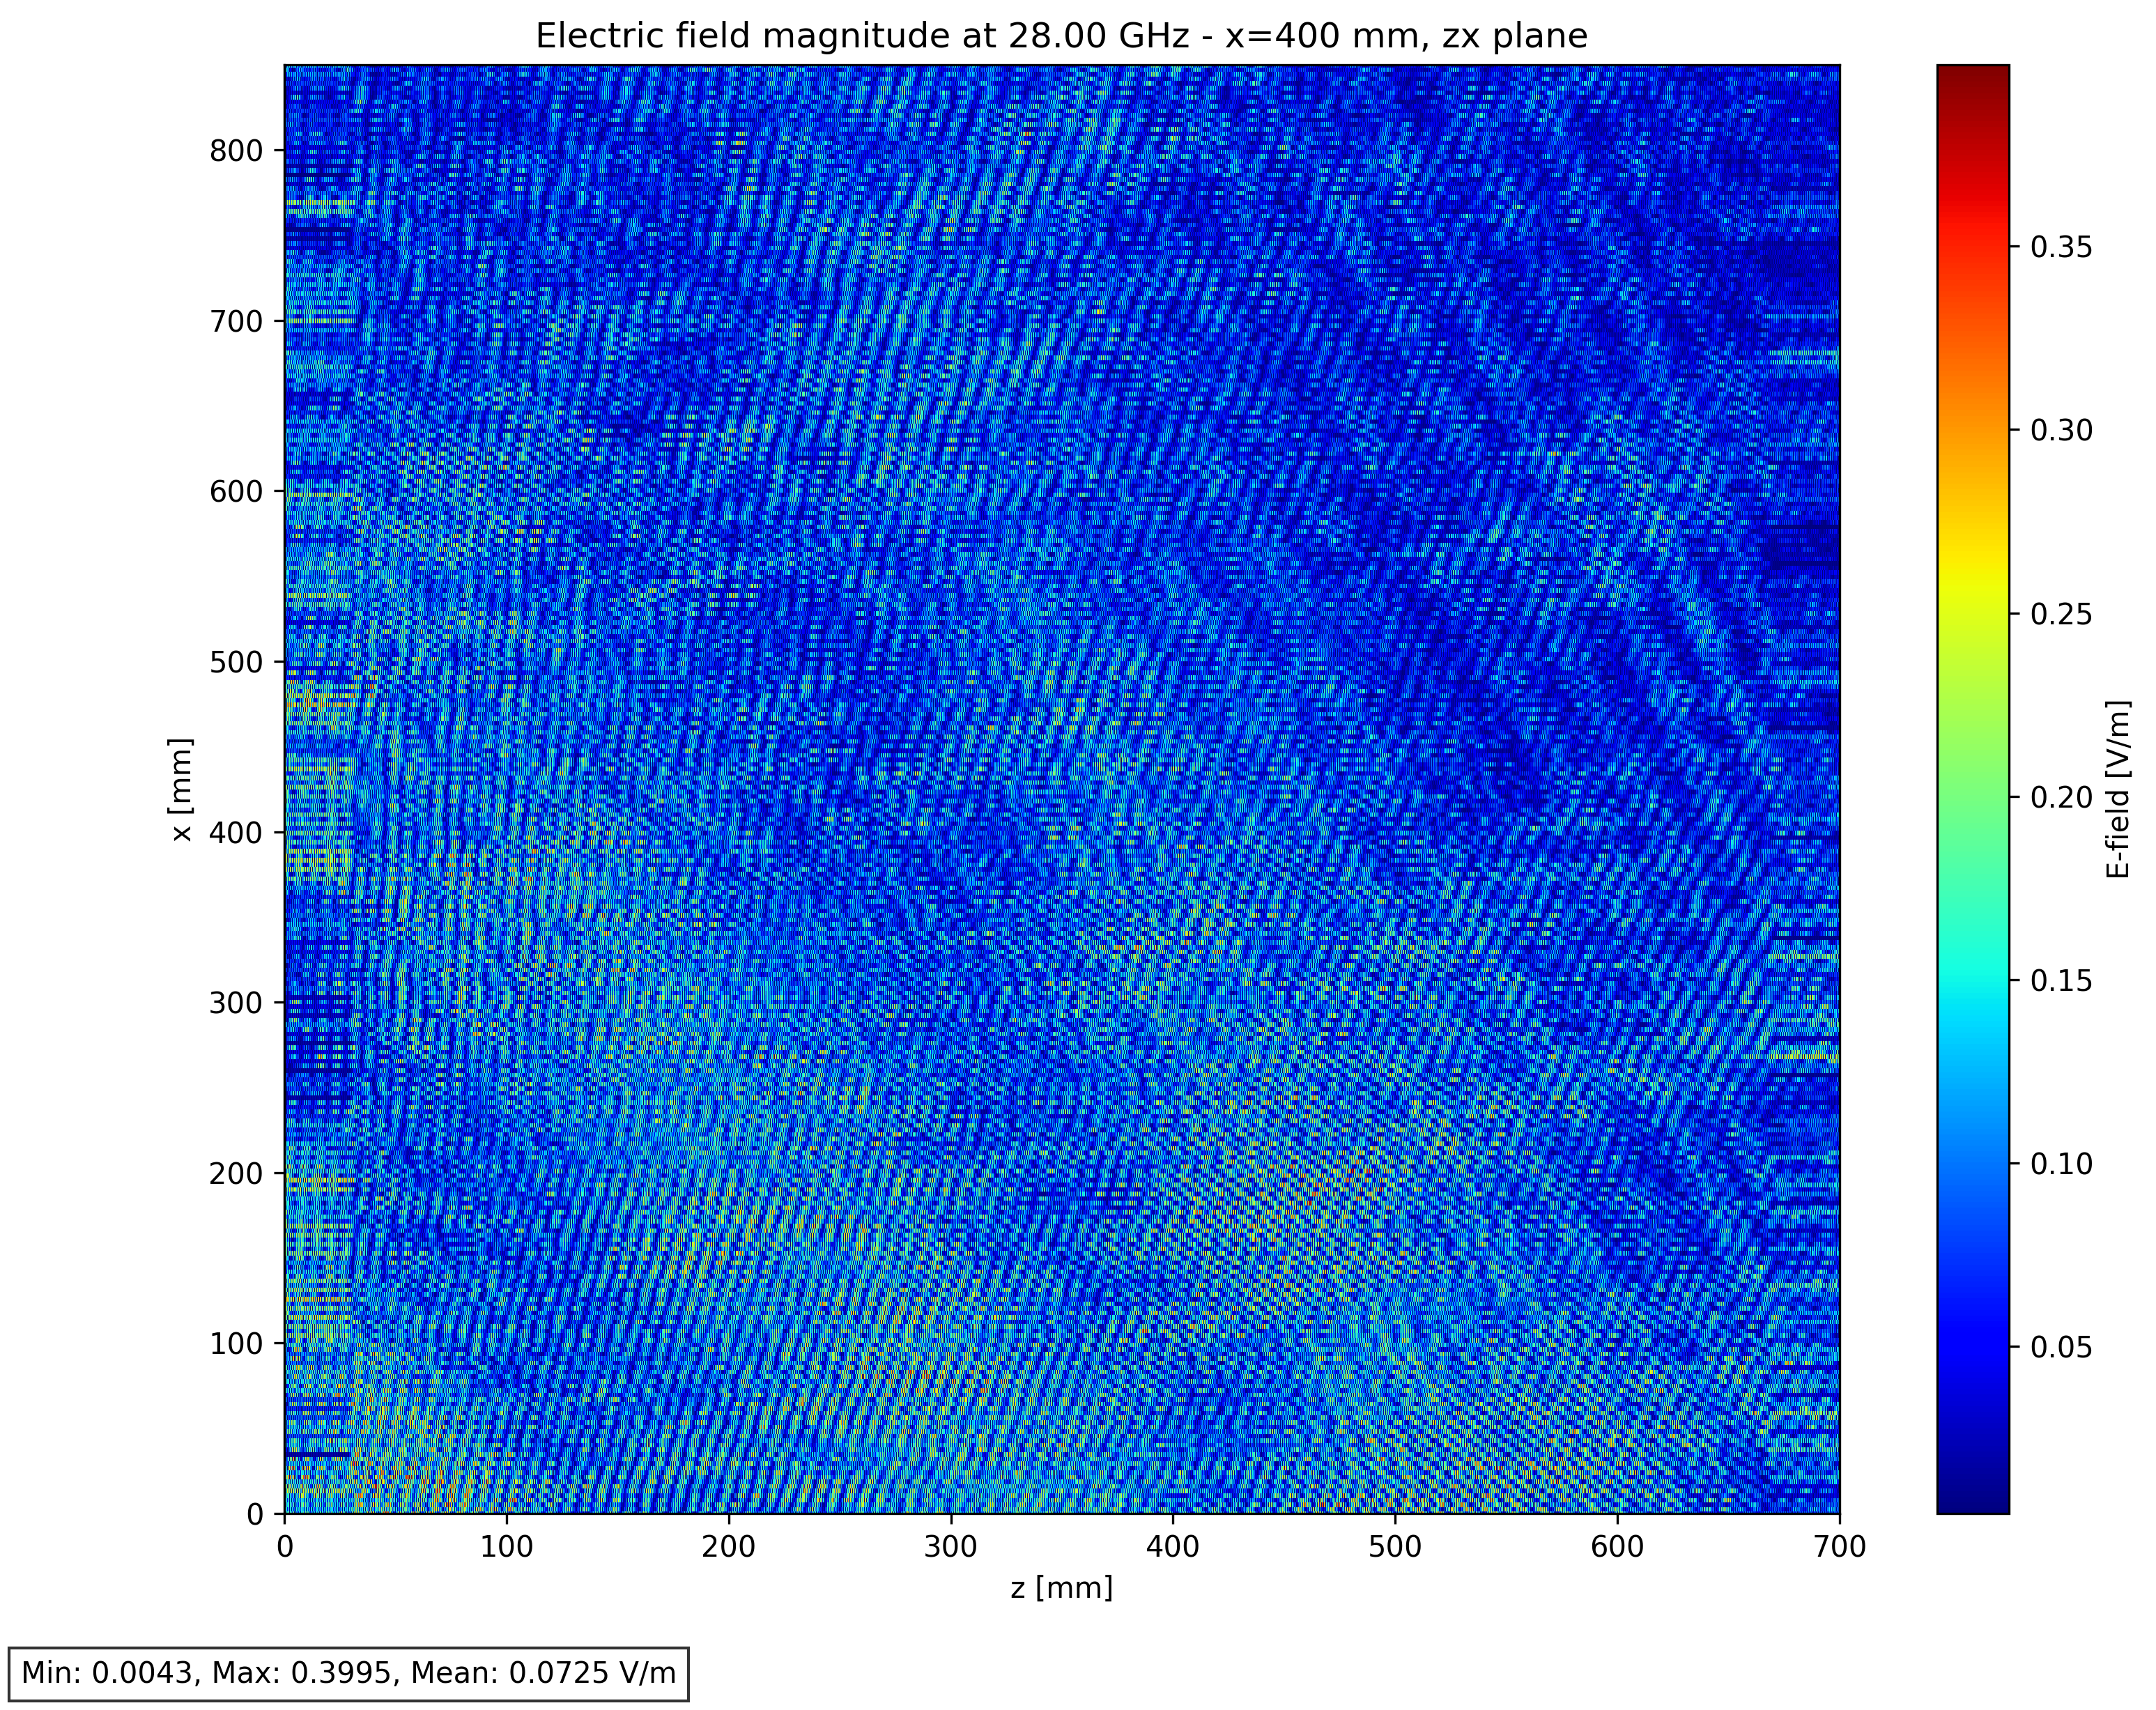 Electric field magnitude at 28.00 GHz - x=400 mm, zx plane
800
700
600
500
400
300
200
100
0
x [mm]
0 100 200 300 400 500 600 700
z [mm]
0.35
0.30
0.25
0.20
0.15
0.10
0.05
E-field [V/m]
Min: 0.0043, Max: 0.3995, Mean: 0.0725 V/m